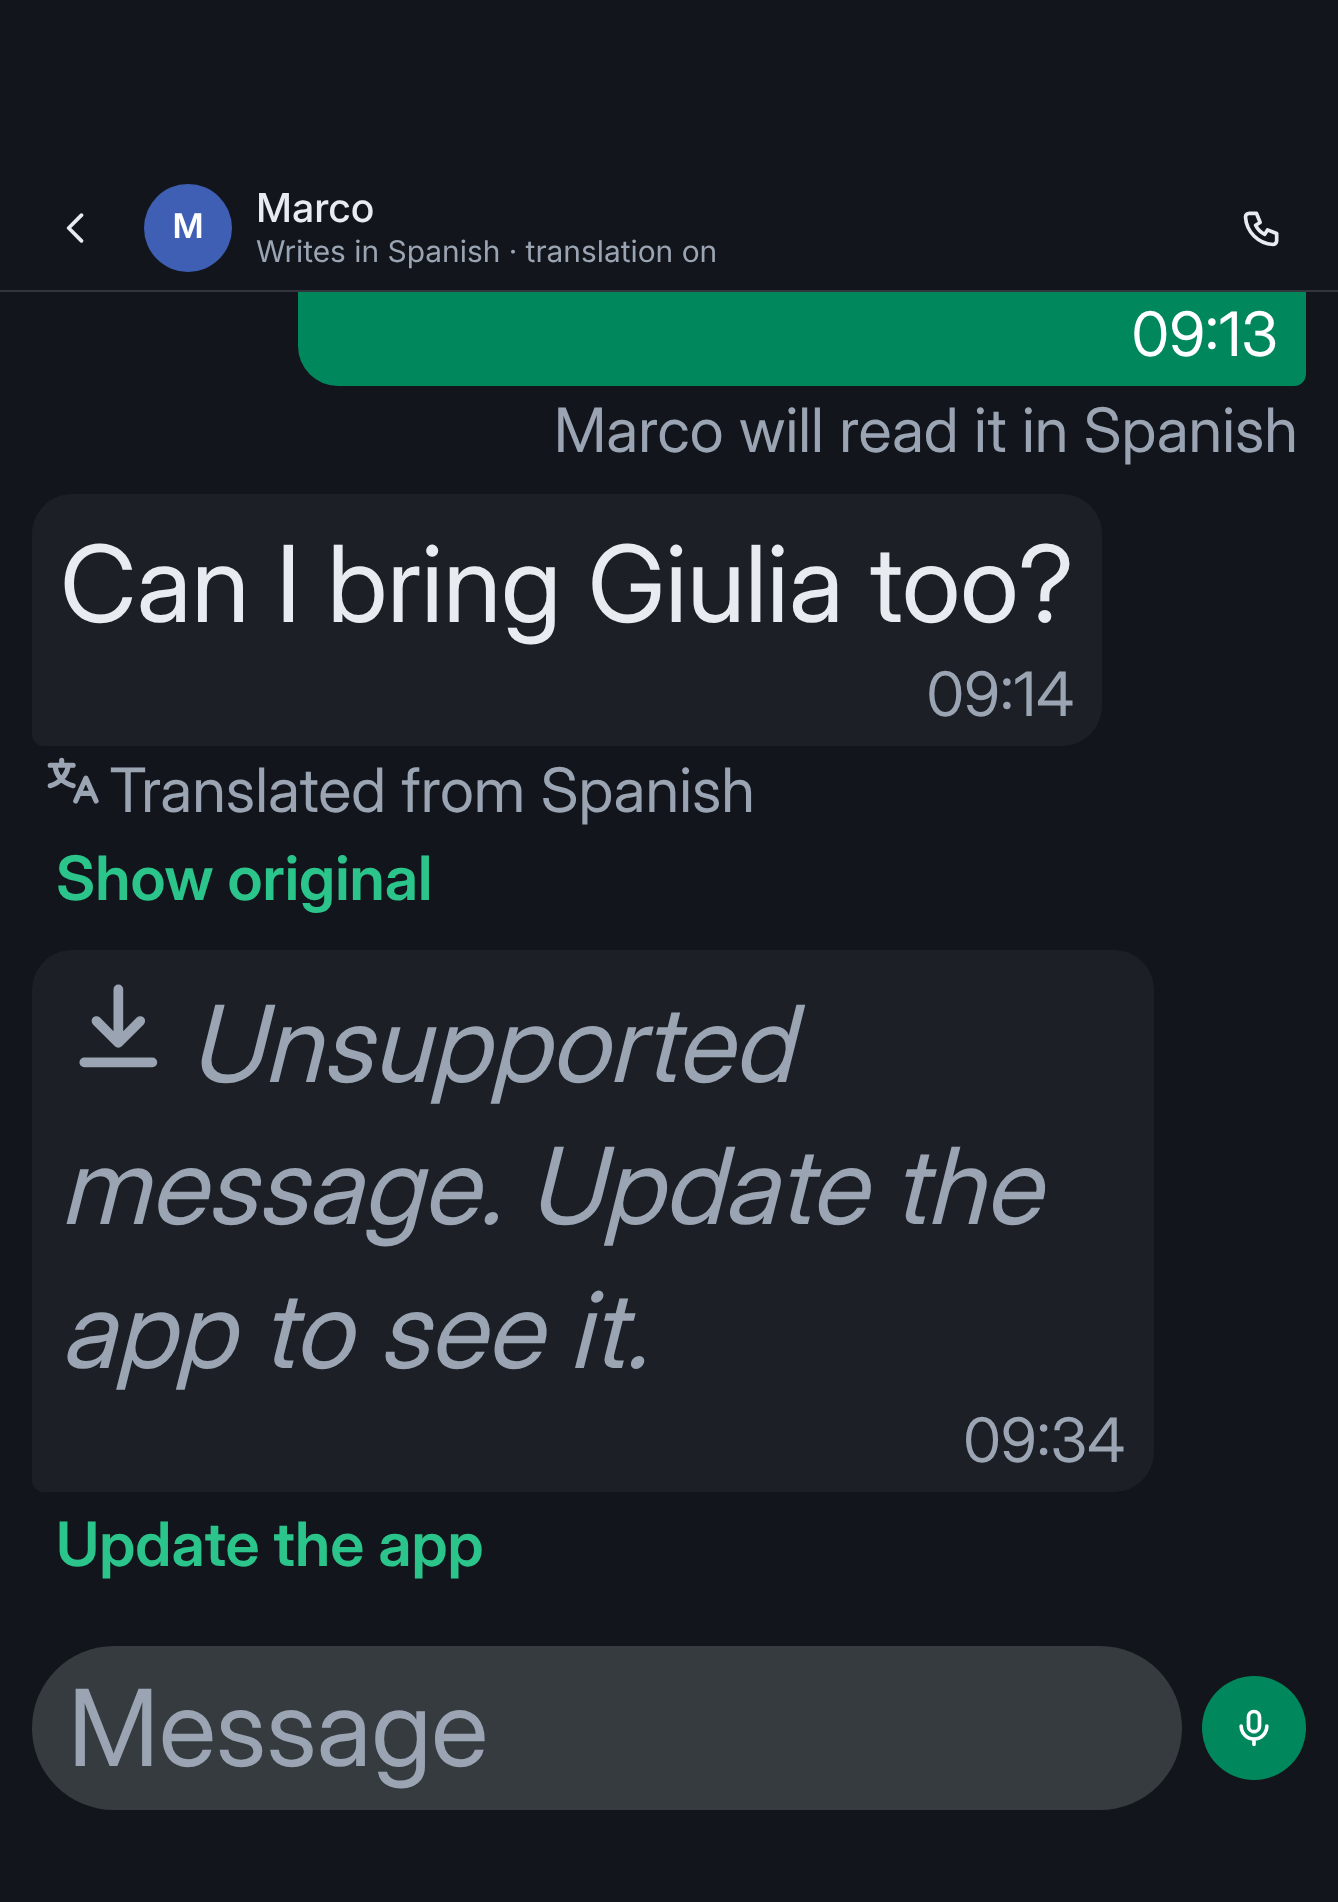 M
Marco
Writes in Spanish · translation on
09:13
Marco will read it in Spanish
Can I bring Giulia too?
09:14
Translated from Spanish
Show original
Unsupported
message. Update the
app to see it.
09:34
Update the app
Message